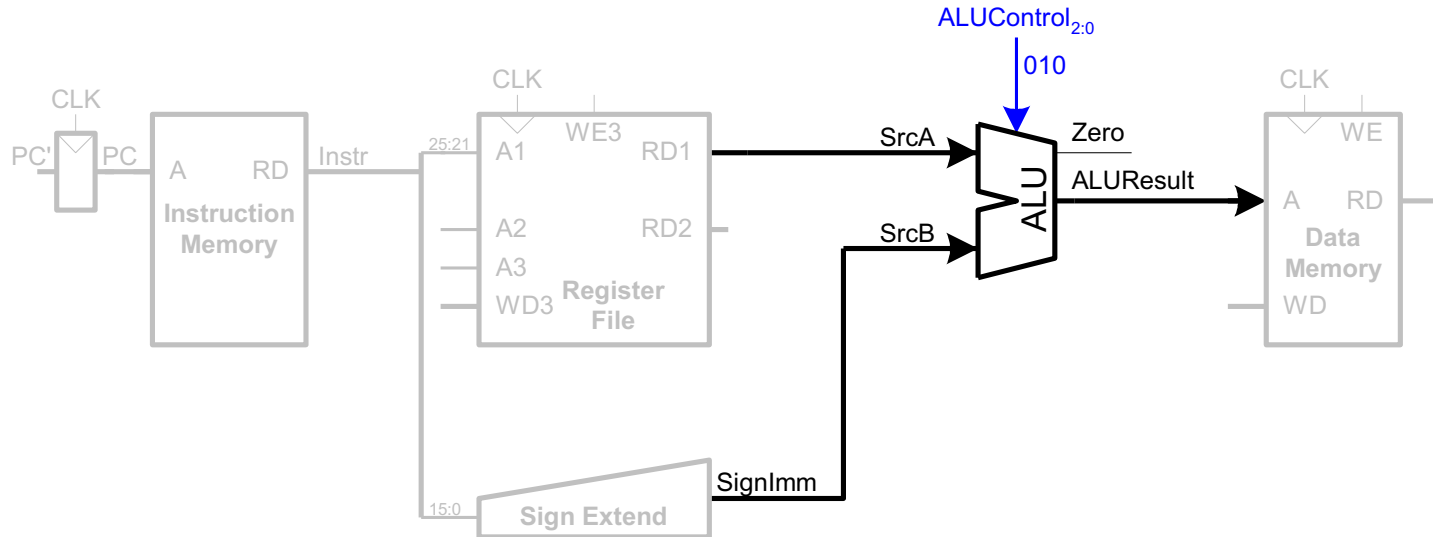 ALUControl2:0
010
CLK
CLK
CLK
PC'
PC
A
RD
Instruction
Memory
Instr
25:21
A1
WE3
RD1
A2
RD2
A3
WD3
Register
File
SrcA
SrcB
ALU
Zero
ALUResult
WE
A
RD
Data
Memory
WD
15:0
Sign Extend
SignImm